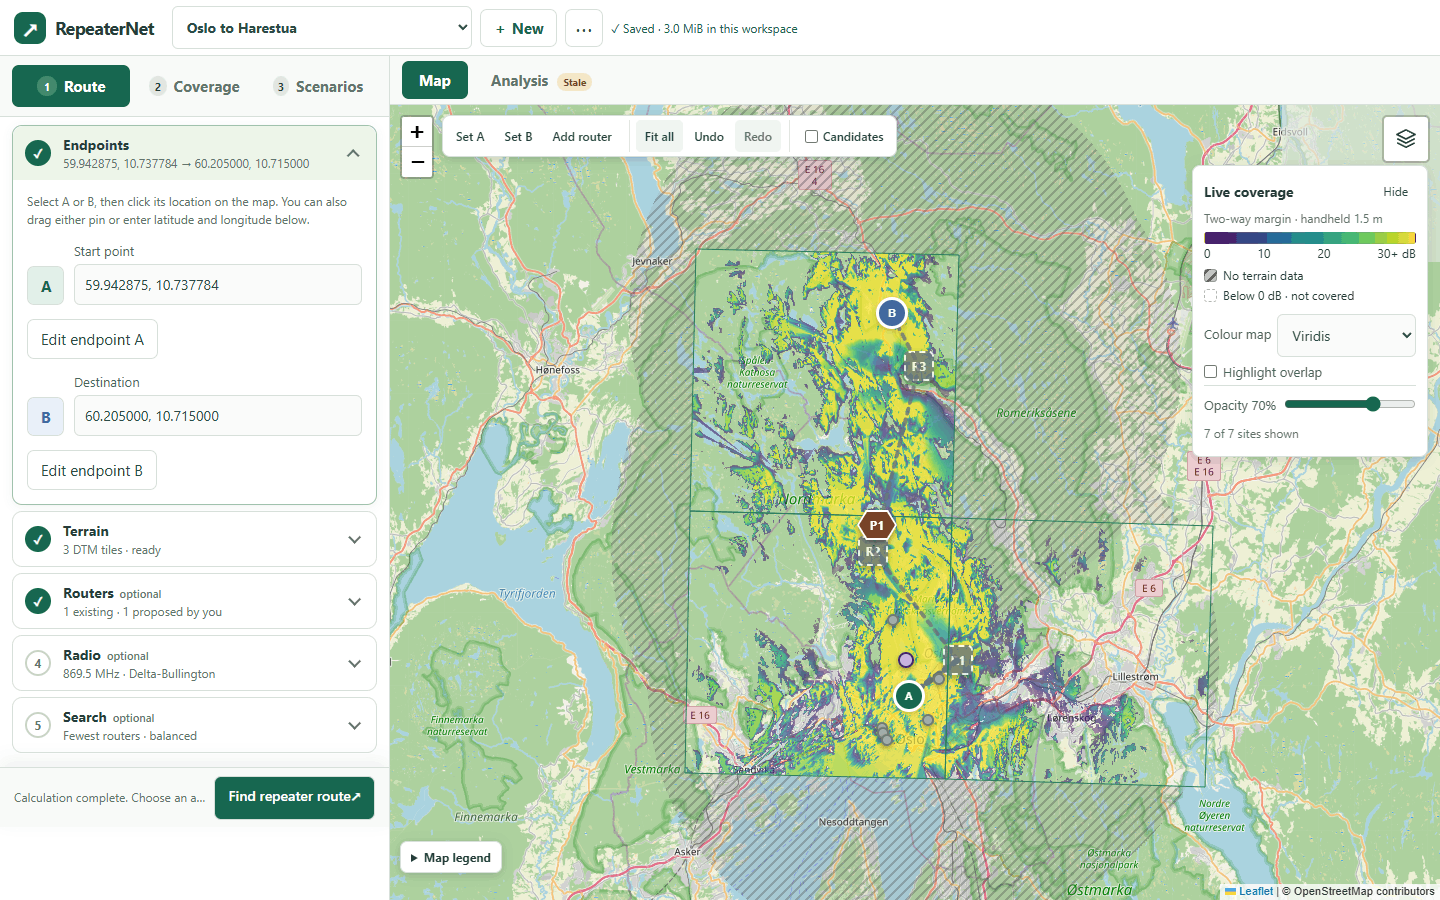 RepeaterNet
Oslo to Harestua
+ New
...
✓ Saved · 3.0 MiB in this workspace
1 Route
2 Coverage
3 Scenarios
Map
Analysis Stale
Endpoints
59.942875, 10.737784 → 60.205000, 10.715000
Select A or B, then click its location on the map. You can also
drag either pin or enter latitude and longitude below.
Start point
A
59.942875, 10.737784
Edit endpoint A
Destination
B
60.205000, 10.715000
Edit endpoint B
Terrain
3 DTM tiles · ready
Routers optional
1 existing · 1 proposed by you
4
Radio optional
869.5 MHz · Delta-Bullington
5
Search optional
Fewest routers · balanced
Calculation complete. Choose an a...
Find repeater route↗
+
−
Set A
Set B
Add router
Fit all
Undo
Redo
Candidates
Live coverage
Hide
Two-way margin · handheld 1.5 m
0 10 20 30+ dB
No terrain data
Below 0 dB · not covered
Colour map
Viridis
Highlight overlap
Opacity 70%
7 of 7 sites shown
Eidsvoll
E 16
4
Jevnaker
B
Hønefoss
Romeriksåsene
naturreservat
E 6
E 16
P1
Tyrifjorden
E 6
A
Lillestrøm
Lørenskog
E 16
Finnemarka
naturreservat
Oslo
Vestmarka
Sandvika
Finnemarka
Nesoddtangen
Asker
Nordre
Øyeren
naturreservat
Østmarka
nasjonalpark
Østmarka
Map legend
Leaflet | © OpenStreetMap contributors